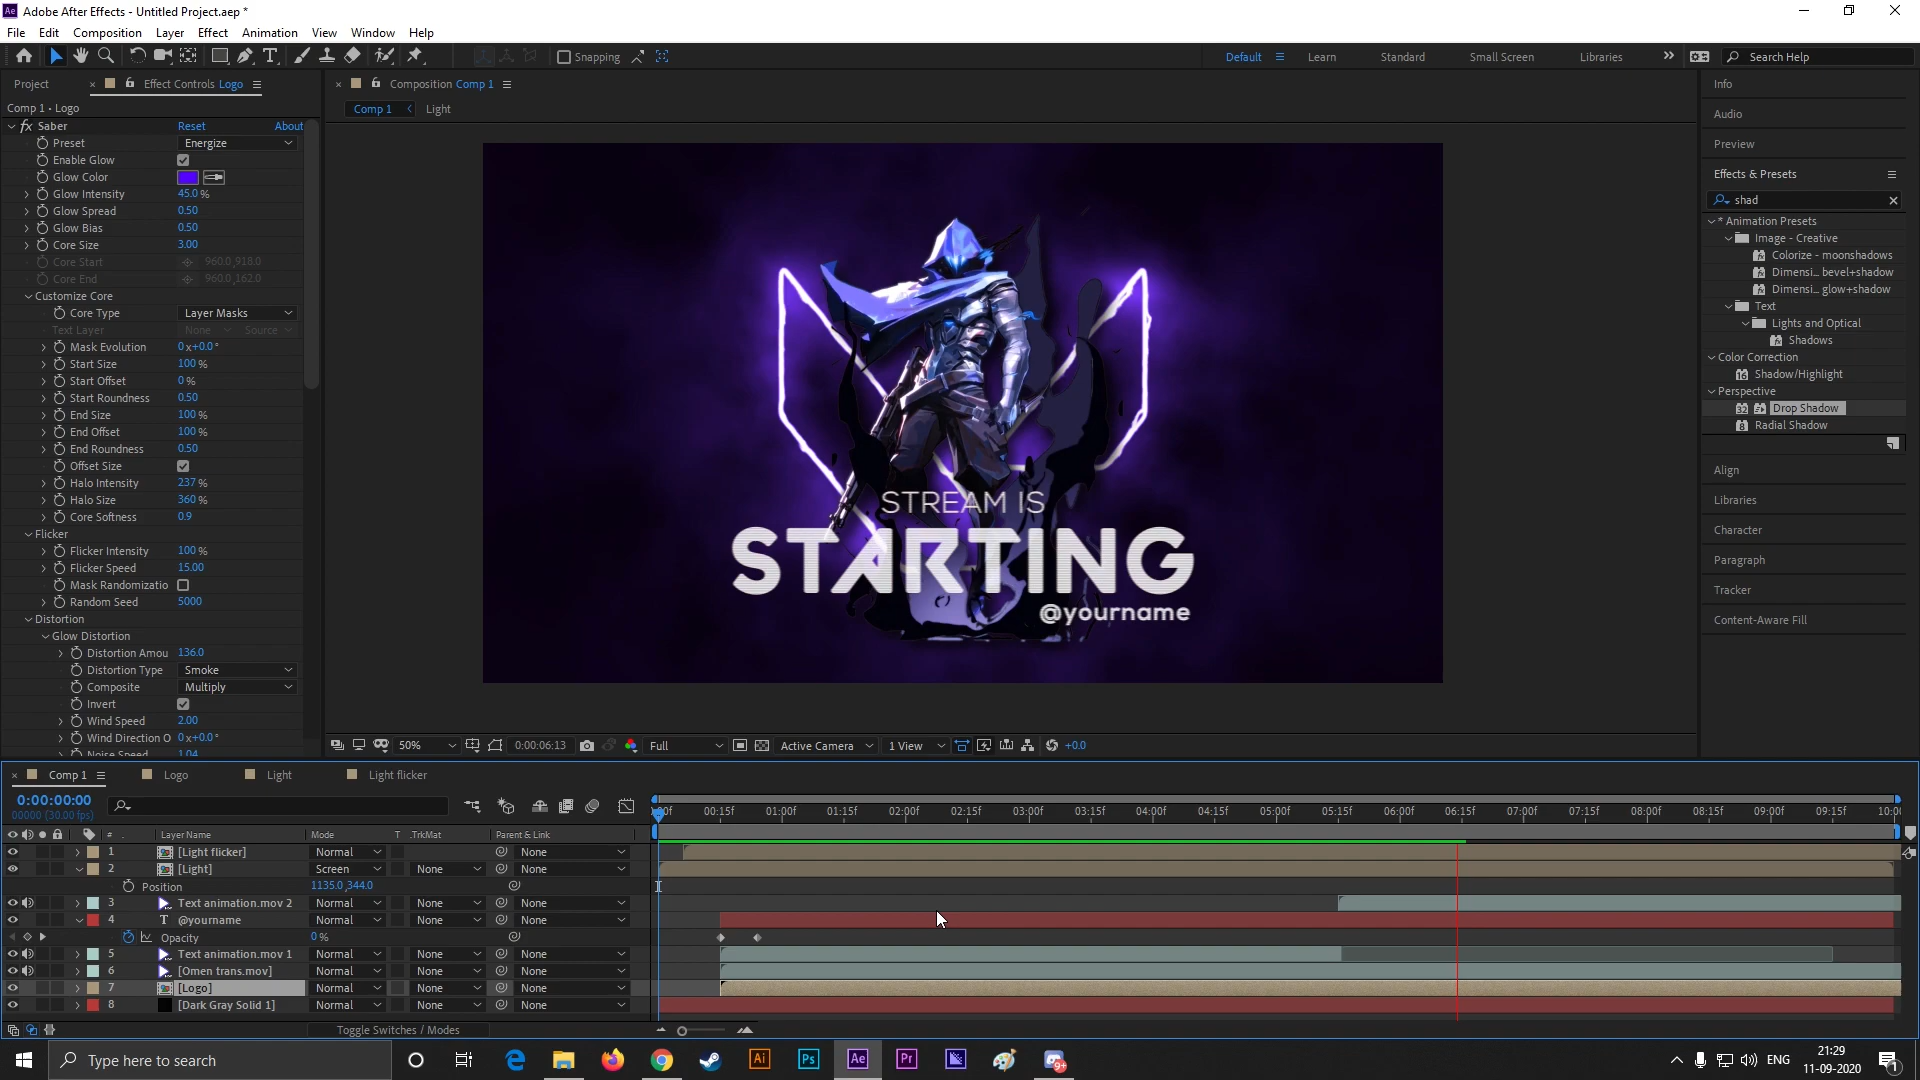 Adobe After Effects - Untitled Project.aep *
File Edit Composition Layer Effect Animation View Window Help
Snapping
Default Learn Standard Small Screen Libraries Search Help
Project Effect Controls Logo
Composition Comp 1
Comp 1 • Logo
Comp 1 Light
fx Saber Reset About
Preset Energize
Enable Glow
Glow Color
Glow Intensity 45.0 %
Glow Spread 0.50
Glow Bias 0.50
Core Size 3.00
Core Start 960.0,918.0
Core End 960.0,162.0
Customize Core
Core Type Layer Masks
Text Layer None Source
Mask Evolution 0x+0.0°
Start Size 100 %
Start Offset 0 %
Start Roundness 0.50
End Size 100 %
End Offset 100 %
End Roundness 0.50
Offset Size
Halo Intensity 237 %
Halo Size 360 %
Core Softness 0.9
Flicker
Flicker Intensity 100 %
Flicker Speed 15.00
Mask Randomizatio
Random Seed 5000
Distortion
Glow Distortion
Distortion Amou 136.0
Distortion Type Smoke
Composite Multiply
Invert
Wind Speed 2.00
Wind Direction O 0x+0.0°
Noise Speed 1.04
STREAM IS
STARTING
@yourname
50% 0:00:06:13 Full Active Camera 1 View +0.0
Info
Audio
Preview
Effects & Presets
shad
* Animation Presets
Image - Creative
Colorize - moonshadows
Dimensi... bevel+shadow
Dimensi... glow+shadow
Text
Lights and Optical
Shadows
Color Correction
16 Shadow/Highlight
Perspective
32 Drop Shadow
8 Radial Shadow
Align
Libraries
Character
Paragraph
Tracker
Content-Aware Fill
Comp 1 Logo Light Light flicker
0:00:00:00
00000 (30.00 fps)
00f 00:15f 01:00f 01:15f 02:00f 02:15f 03:00f 03:15f 04:00f 04:15f 05:00f 05:15f 06:00f 06:15f 07:00f 07:15f 08:00f 08:15f 09:00f 09:15f 10:00
# Layer Name Mode T .TrkMat Parent & Link
1 [Light flicker] Normal None
2 [Light] Screen None None
Position 1135.0,344.0
3 Text animation.mov 2 Normal None None
4 T @yourname Normal None None
Opacity 0 %
5 Text animation.mov 1 Normal None None
6 [Omen trans.mov] Normal None None
7 [Logo] Normal None None
8 [Dark Gray Solid 1] Normal None None
Toggle Switches / Modes
Type here to search
Ai Ps Ae Pr
9+
ENG
21:29
11-09-2020
1